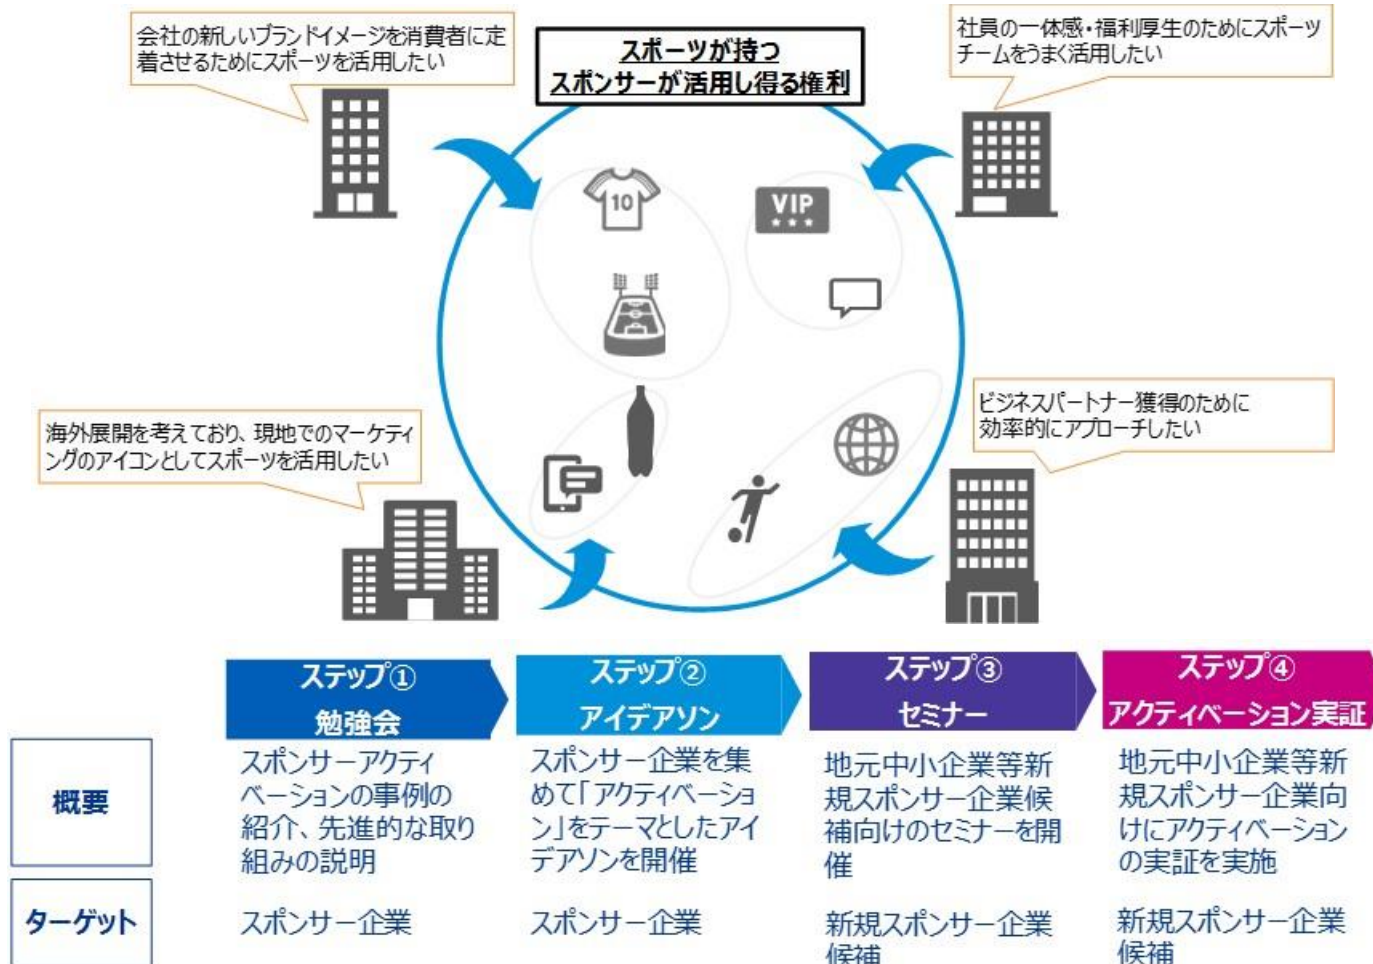 会社の新しいブランドイメージを消費者に定
着させるためにスポーツを活用したい
スポーツが持つ
スポンサーが活用し得る権利
社員の一体感・福利厚生のためにスポーツ
チームをうまく活用したい
10
VIP
海外展開を考えており、現地でのマーケティ
ングのアイコンとしてスポーツを活用したい
ビジネスパートナー獲得のために
効率的にアプローチしたい
ステップ①
勉強会
ステップ②
アイデアソン
ステップ③
セミナー
ステップ④
アクティベーション実証
概要
スポンサーアクティ
ベーションの事例の
紹介、先進的な取り
組みの説明
スポンサー企業を集
めて「アクティベーショ
ン」をテーマとしたアイ
デアソンを開催
地元中小企業等新
規スポンサー企業候
補向けのセミナーを開
催
地元中小企業等新
規スポンサー企業向
けにアクティベーション
の実証を実施
ターゲット
スポンサー企業
スポンサー企業
新規スポンサー企業
候補
新規スポンサー企業
候補